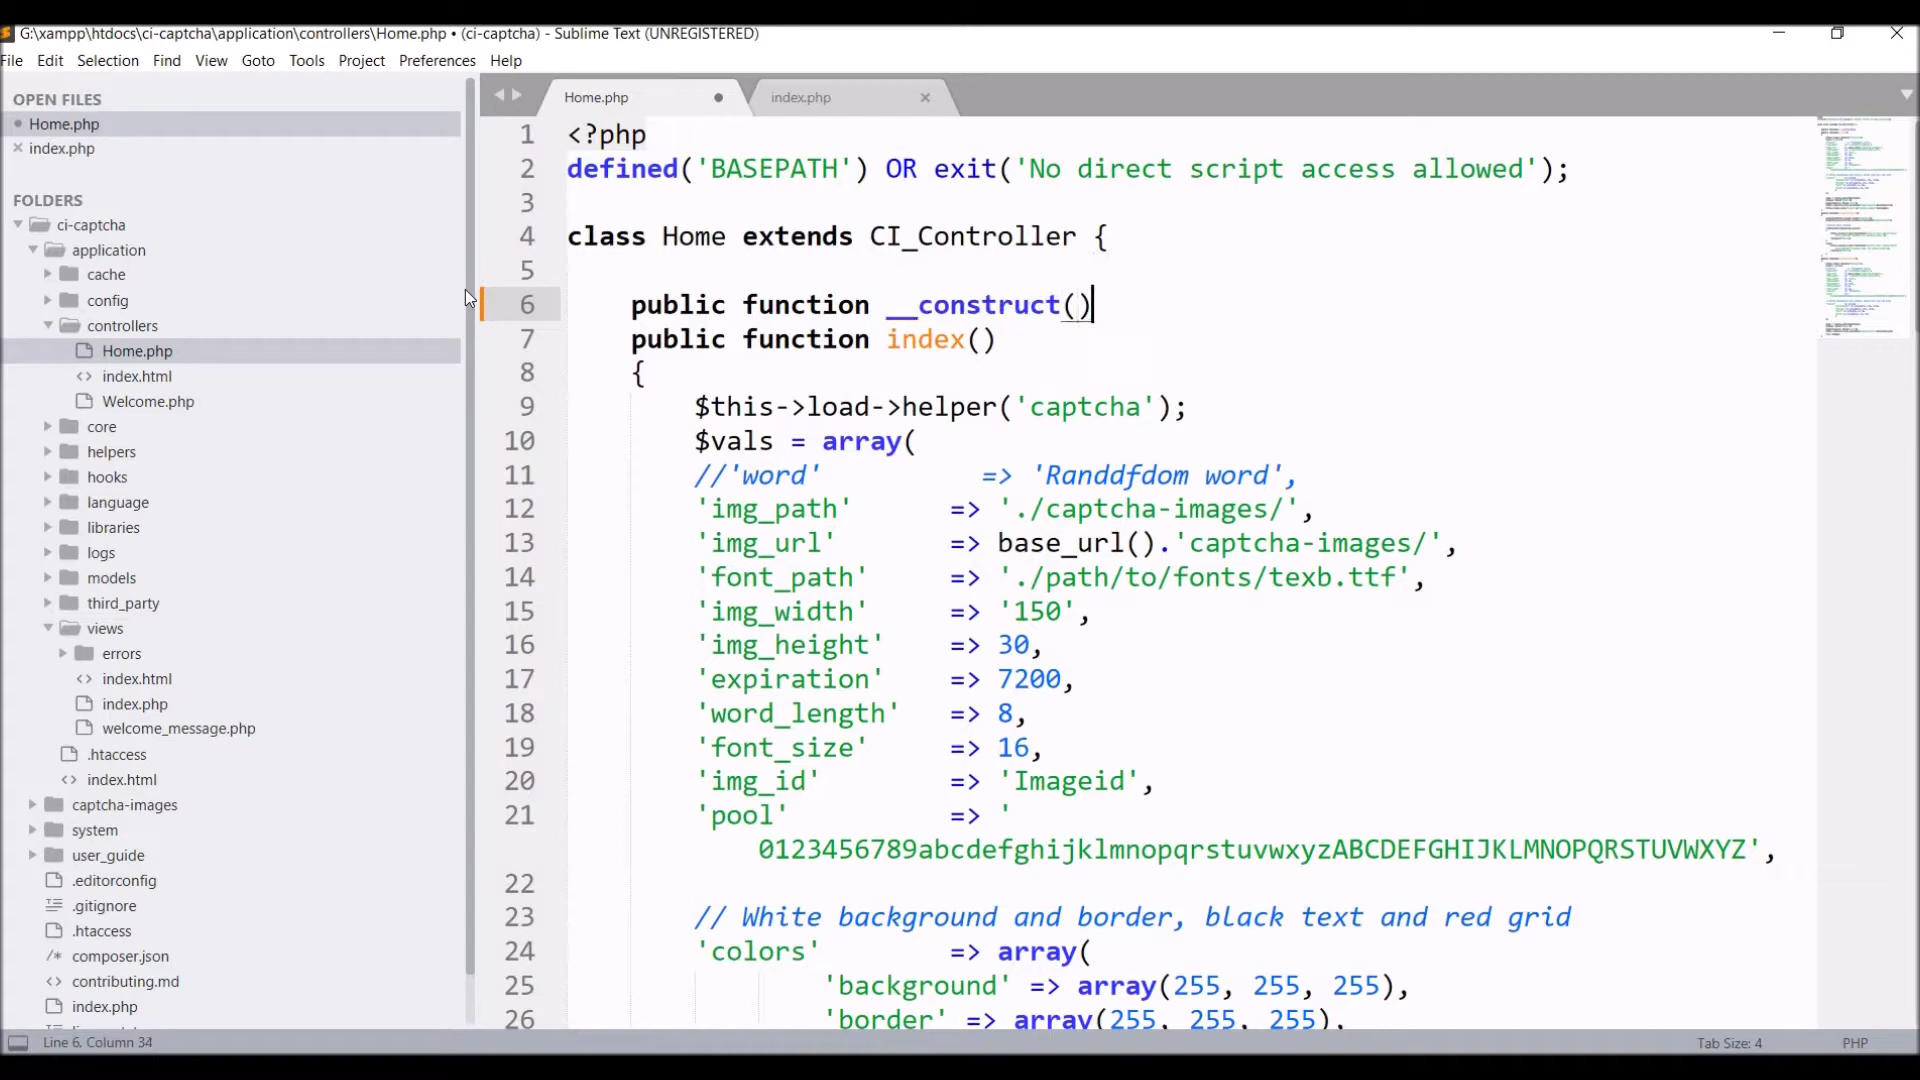 G:\xampp\htdocs\ci-captcha\application\controllers\Home.php • (ci-captcha) - Sublime Text (UNREGISTERED)
File Edit Selection Find View Goto Tools Project Preferences Help
OPEN FILES
Home.php
index.php
FOLDERS
ci-captcha
application
cache
config
controllers
Home.php
index.html
Welcome.php
core
helpers
hooks
language
libraries
logs
models
third_party
views
errors
index.html
index.php
welcome_message.php
.htaccess
index.html
captcha-images
system
user_guide
.editorconfig
.gitignore
.htaccess
composer.json
contributing.md
index.php
Home.php index.php
1 <?php
2 defined('BASEPATH') OR exit('No direct script access allowed');
3
4 class Home extends CI_Controller {
5
6 public function __construct()
7 public function index()
8 {
9 $this->load->helper('captcha');
10 $vals = array(
11 //'word' => 'Randdfdom word',
12 'img_path' => './captcha-images/',
13 'img_url' => base_url().'captcha-images/',
14 'font_path' => './path/to/fonts/texb.ttf',
15 'img_width' => '150',
16 'img_height' => 30,
17 'expiration' => 7200,
18 'word_length' => 8,
19 'font_size' => 16,
20 'img_id' => 'Imageid',
21 'pool' => '
0123456789abcdefghijklmnopqrstuvwxyzABCDEFGHIJKLMNOPQRSTUVWXYZ',
22
23 // White background and border, black text and red grid
24 'colors' => array(
25 'background' => array(255, 255, 255),
26 'border' => array(255, 255, 255),
Line 6, Column 34
Tab Size: 4 PHP